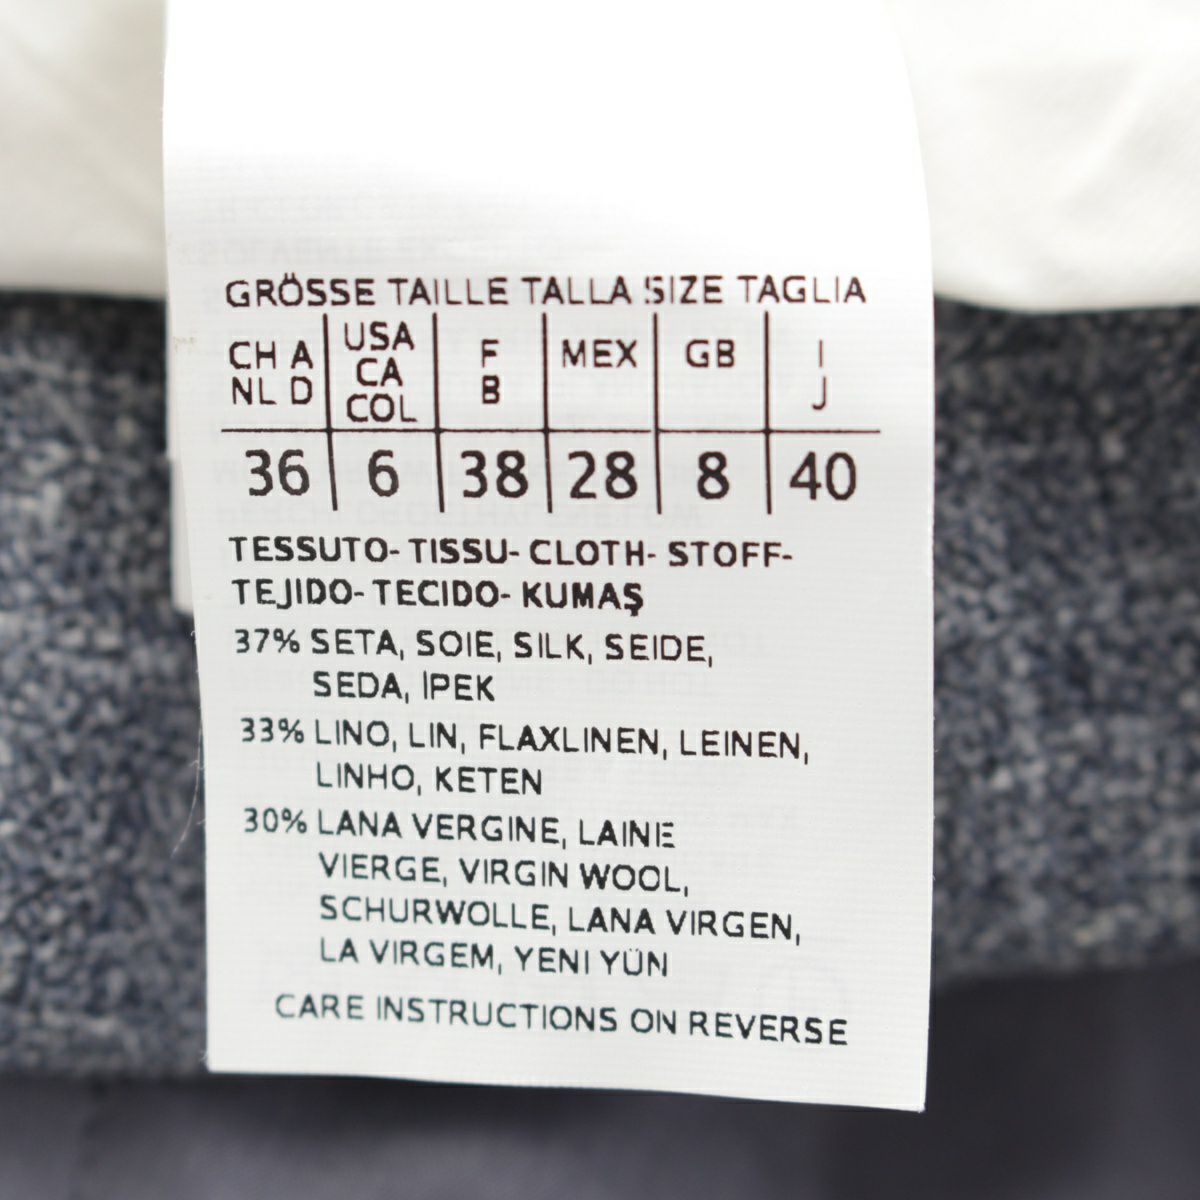 GRÖSSE TAILLE TALLA SIZE TAGLIA
CH A NL D | USA CA COL | F B | MEX | GB | I J
36 | 6 | 38 | 28 | 8 | 40
TESSUTO- TISSU- CLOTH- STOFF-
TEJIDO- TECIDO- KUMAŞ
37% SETA, SOIE, SILK, SEIDE,
SEDA, İPEK
33% LINO, LIN, FLAXLINEN, LEINEN,
LINHO, KETEN
30% LANA VERGINE, LAINE
VIERGE, VIRGIN WOOL,
SCHURWOLLE, LANA VIRGEN,
LA VIRGEM, YENI YÜN
CARE INSTRUCTIONS ON REVERSE